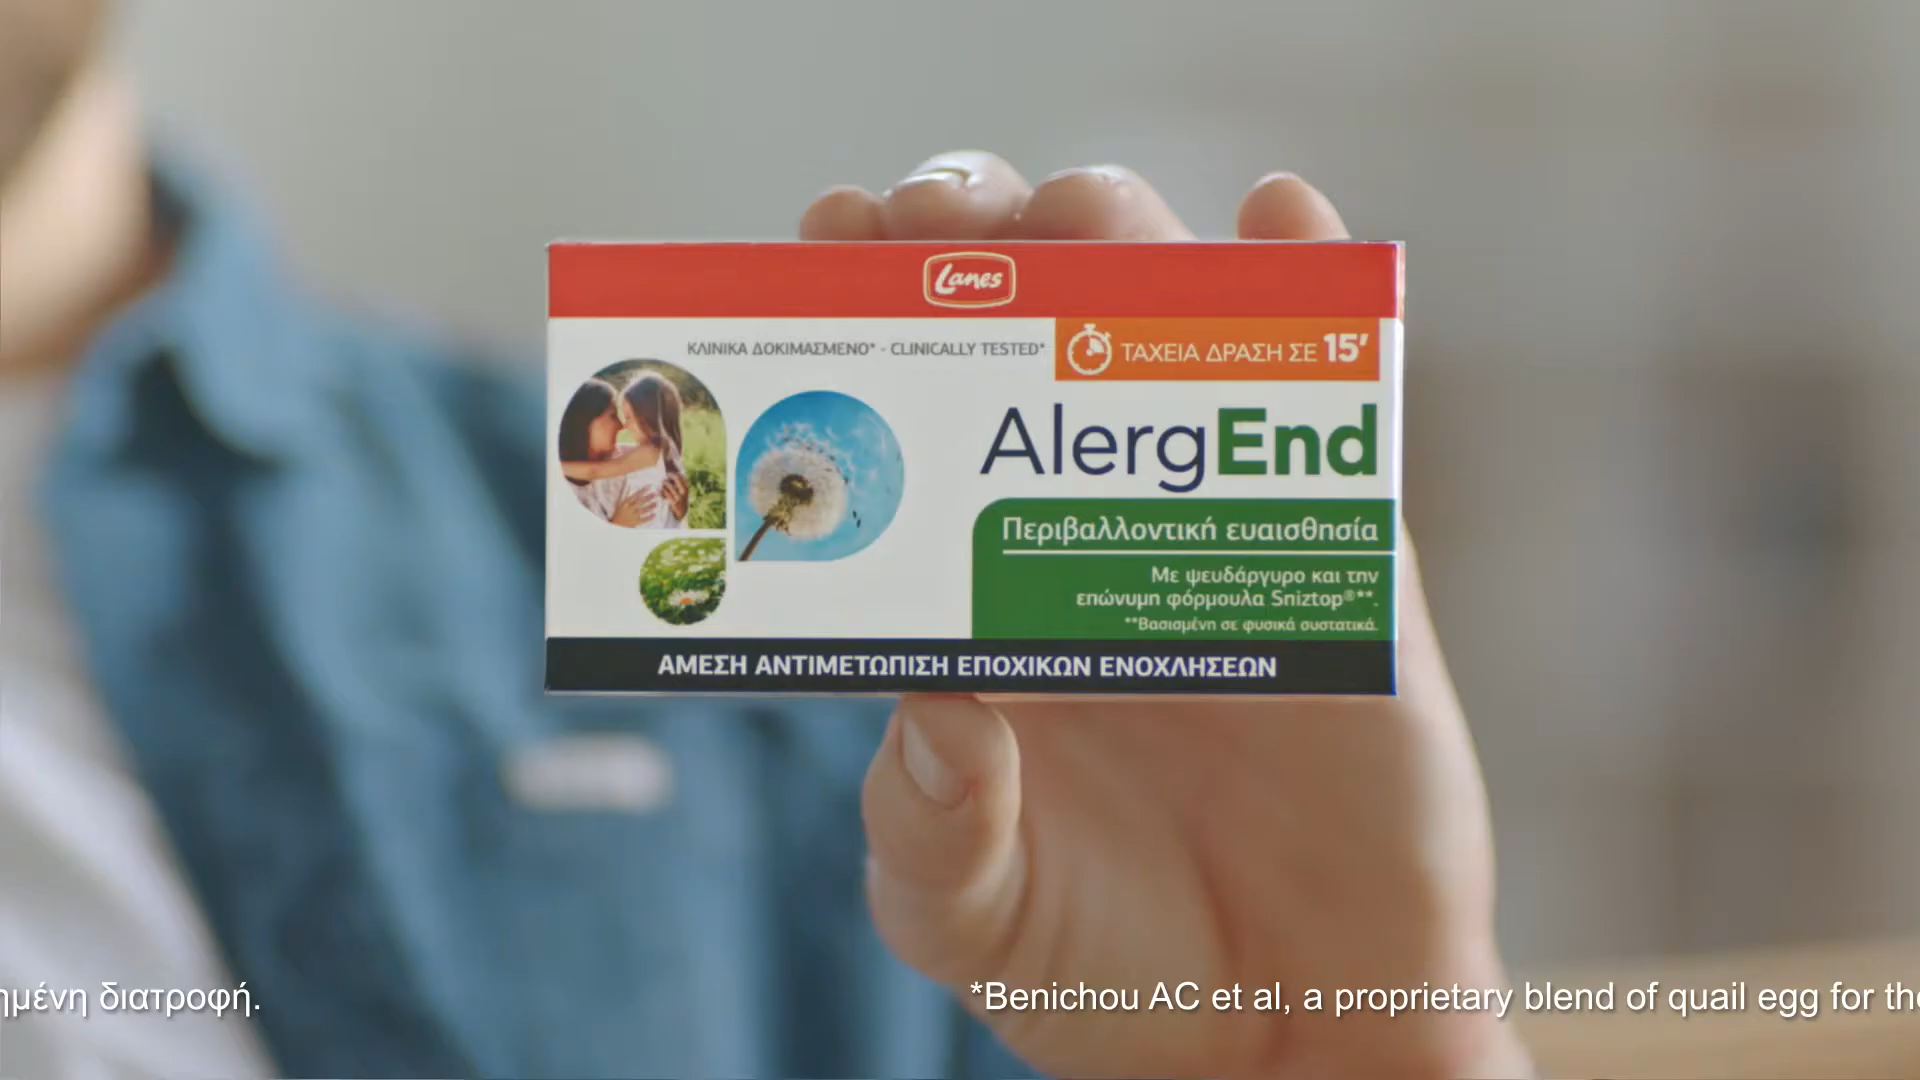 Lanes
ΚΛΙΝΙΚΑ ΔΟΚΙΜΑΣΜΕΝΟ* - CLINICALLY TESTED*
ΤΑΧΕΙΑ ΔΡΑΣΗ ΣΕ 15'
AlergEnd
Περιβαλλοντική ευαισθησία
Με ψευδάργυρο και την
επώνυμη φόρμουλα Sniztop®**.
**Βασισμένη σε φυσικά συστατικά.
ΑΜΕΣΗ ΑΝΤΙΜΕΤΩΠΙΣΗ ΕΠΟΧΙΚΩΝ ΕΝΟΧΛΗΣΕΩΝ
ημένη διατροφή.
*Benichou AC et al, a proprietary blend of quail egg for the